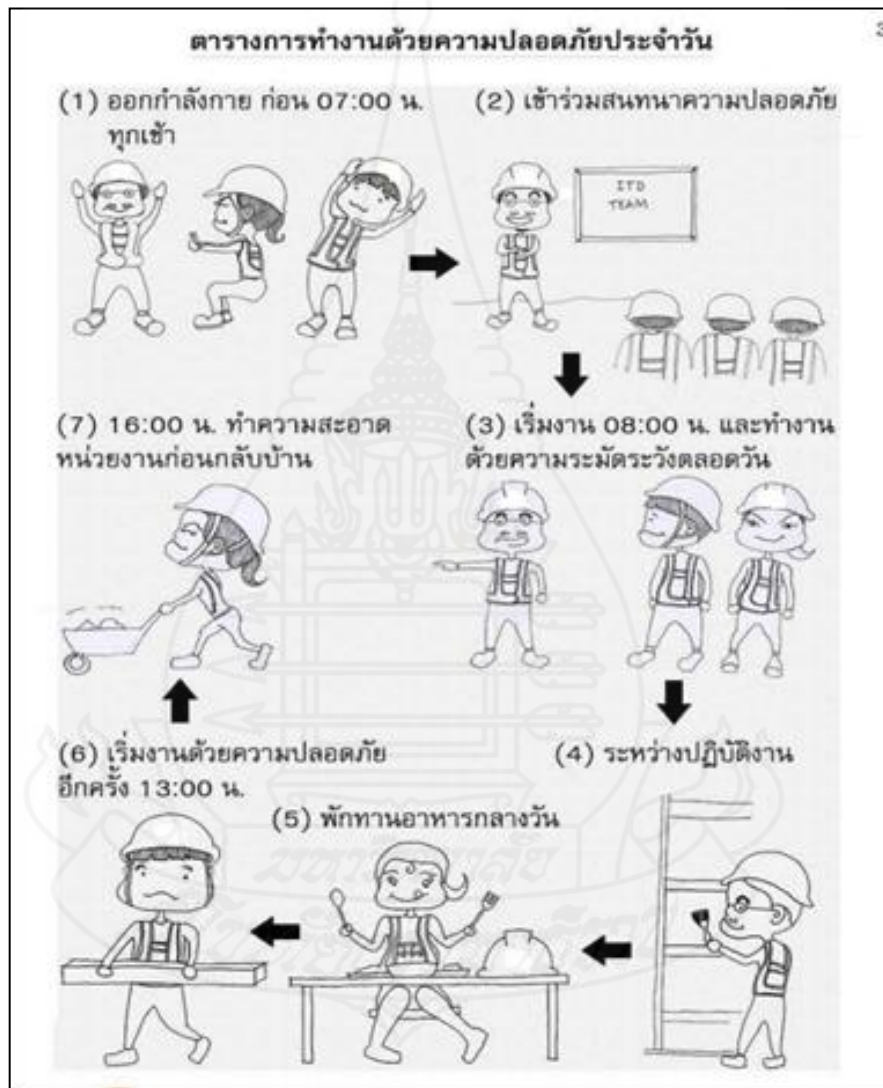 3
ตารางการทำงานด้วยความปลอดภัยประจำวัน
(1) ออกกำลังกาย ก่อน 07:00 น.
ทุกเช้า
(2) เข้าร่วมสนทนาความปลอดภัย
ITD
TEAM
(3) เริ่มงาน 08:00 น. และทำงาน
ด้วยความระมัดระวังตลอดวัน
(4) ระหว่างปฏิบัติงาน
(5) พักทานอาหารกลางวัน
(6) เริ่มงานด้วยความปลอดภัย
อีกครั้ง 13:00 น.
(7) 16:00 น. ทำความสะอาด
หน่วยงานก่อนกลับบ้าน